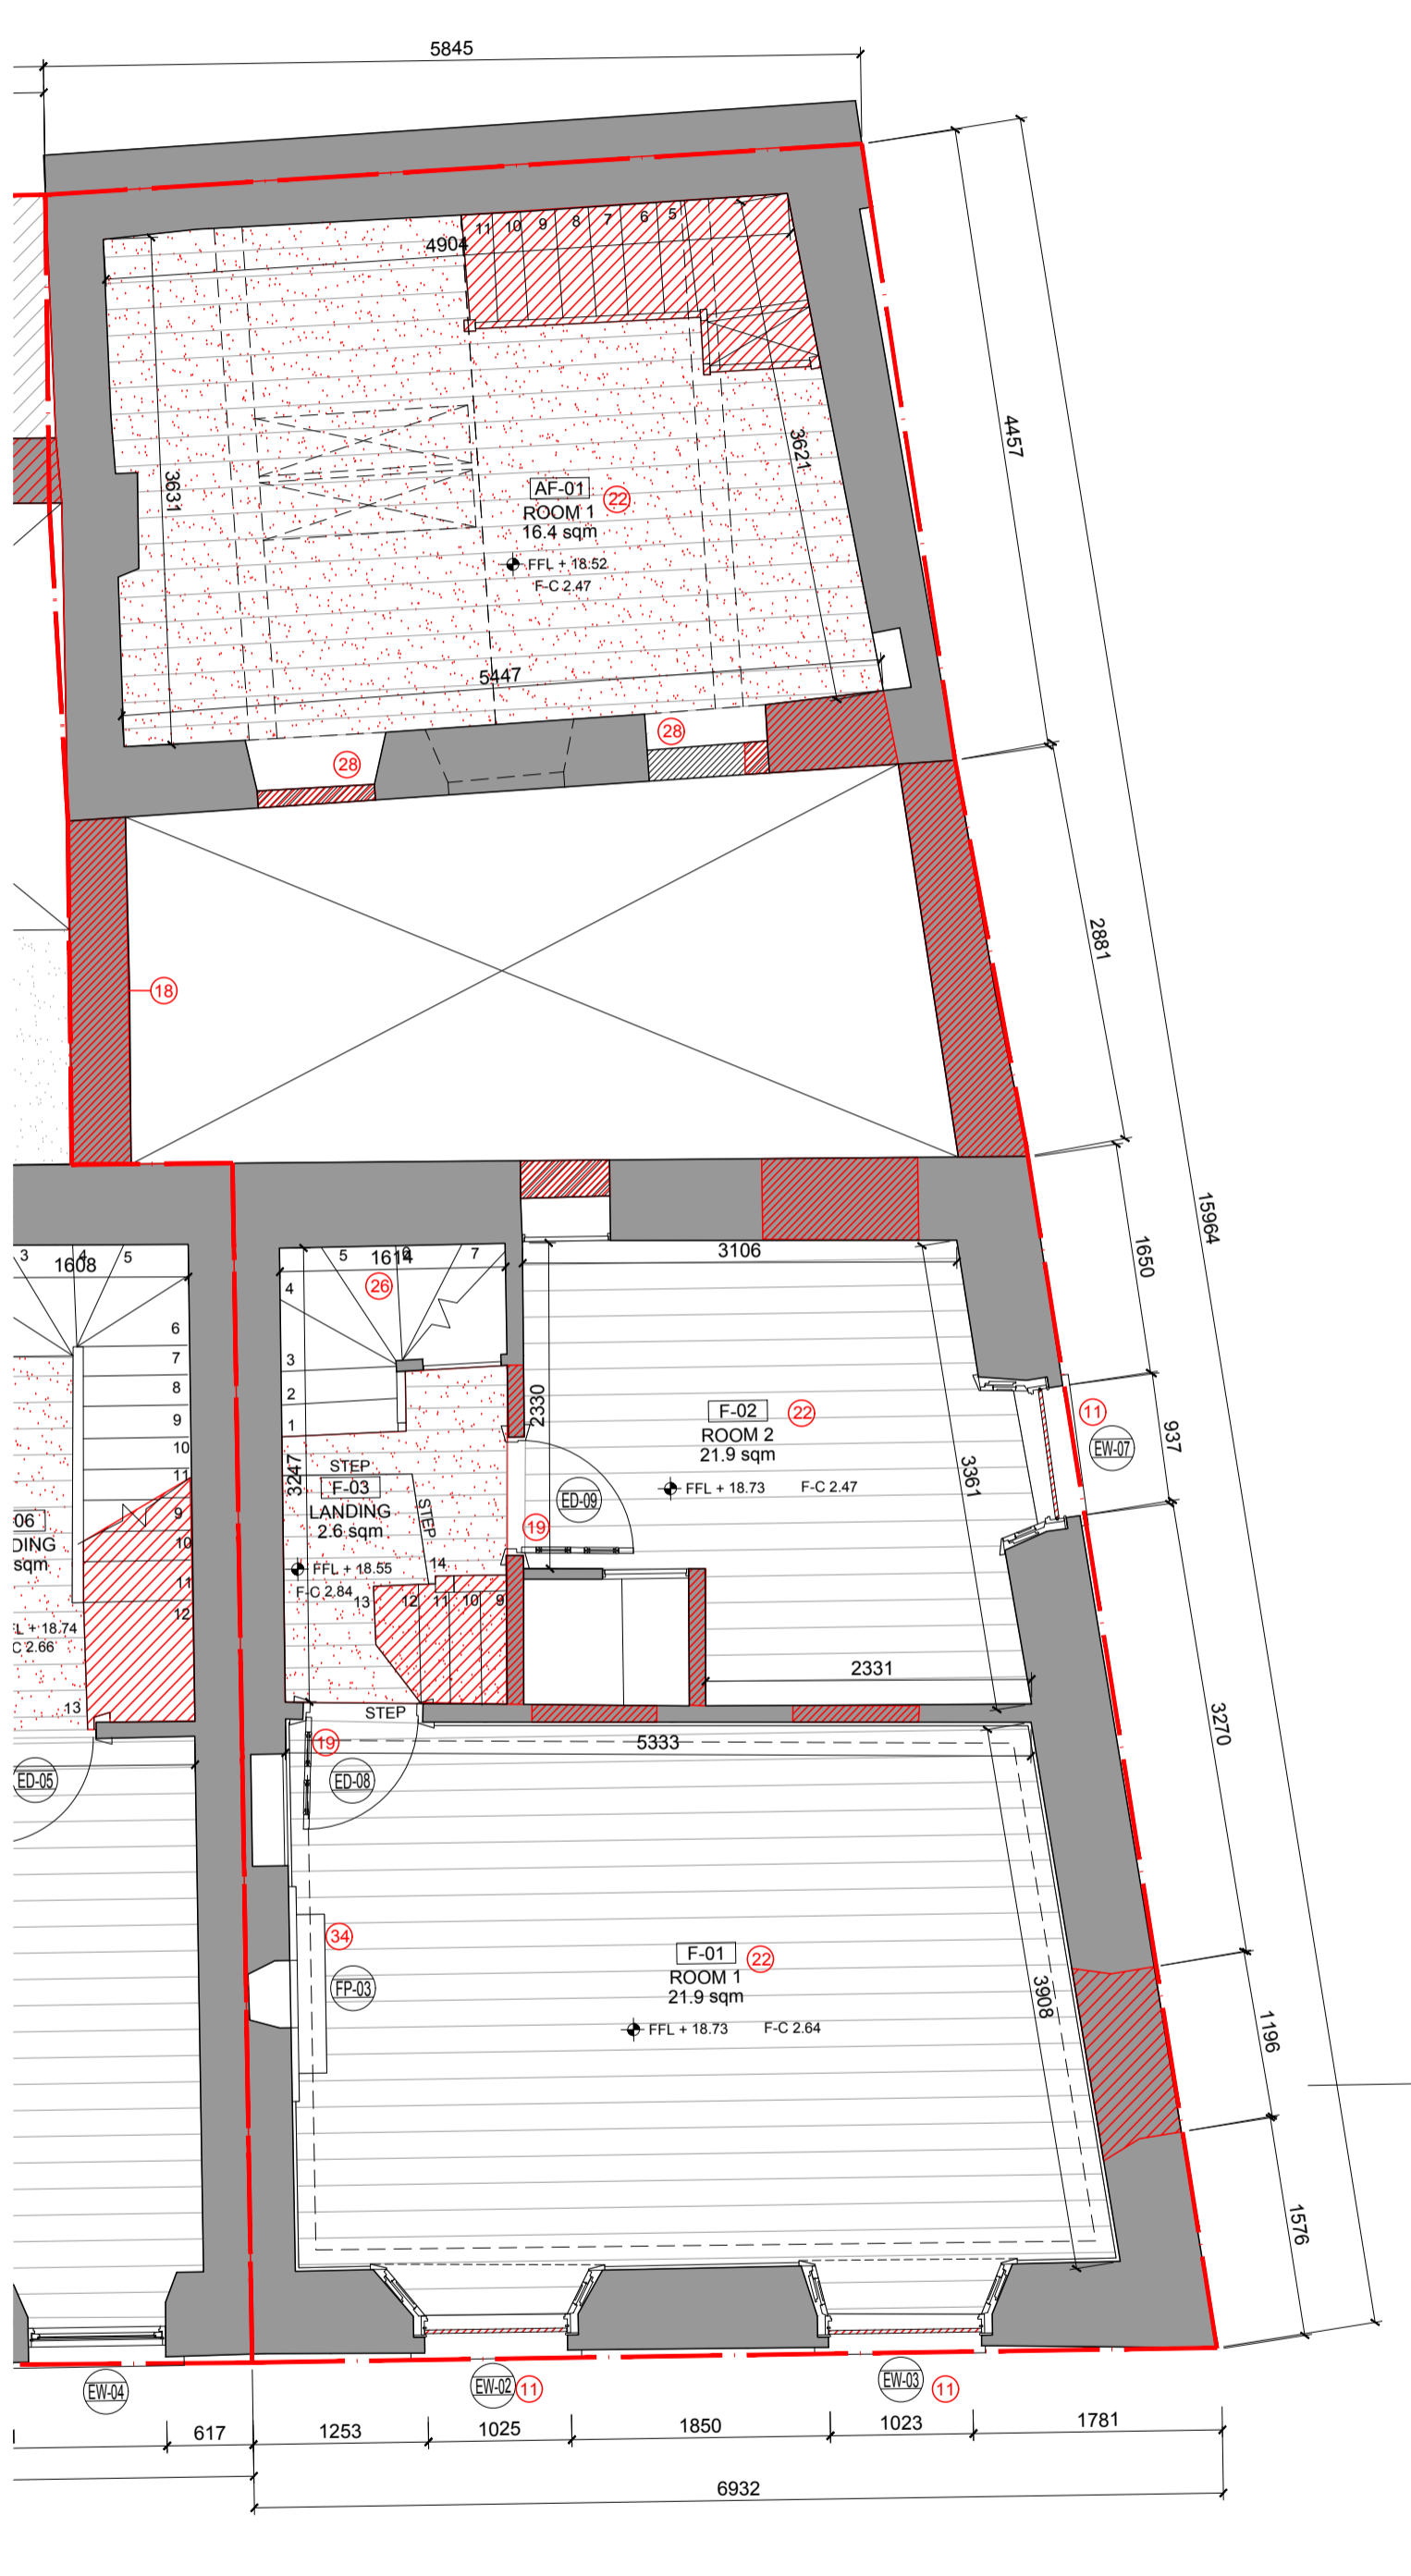 5845
11 10 9 8 7 6 5
4904
4457
3631
3621
AF-01
22
ROOM 1
16.4 sqm
FFL + 18.52
F-C 2.47
5447
28
28
2881
18
15964
3 4 5
1608
5 1614 6 7
26
4
3106
1650
6
7
8
9
10
11
3
2
1
2330
F-02
22
ROOM 2
21.9 sqm
11
EW-07
937
3361
3247
STEP
F-03
LANDING
2.6 sqm
STEP
ED-09
FFL + 18.73 F-C 2.47
19
06
DING
sqm
9
10
11
12
14
FFL + 18.55
F-C 2.84
13 12 11 10 9
FL + 18.74
C 2.66
13
2331
STEP
3270
19
5333
ED-05
ED-08
34
F-01
22
ROOM 1
21.9 sqm
FP-03
3908
FFL + 18.73 F-C 2.64
1196
1576
EW-04
EW-02
11
EW-03
11
617 1253 1025 1850 1023 1781
6932